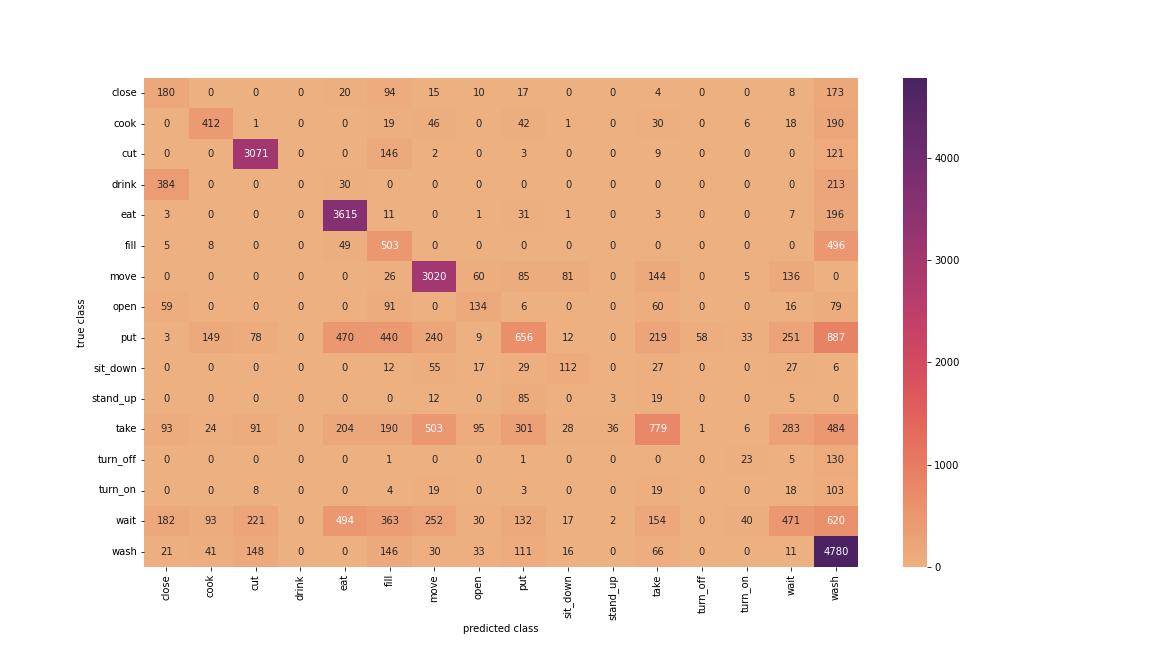 close 180 0 0 0 20 94 15 10 17 0 0 4 0 0 8 173
cook 0 412 1 0 0 19 46 0 42 1 0 30 0 6 18 190
cut 0 0 3071 0 0 146 2 0 3 0 0 9 0 0 0 121
4000
drink 384 0 0 0 30 0 0 0 0 0 0 0 0 0 0 213
eat 3 0 0 0 3615 11 0 1 31 1 0 3 0 0 7 196
fill 5 8 0 0 49 503 0 0 0 0 0 0 0 0 0 496
3000
move 0 0 0 0 0 26 3020 60 85 81 0 144 0 5 136 0
open 59 0 0 0 0 91 0 134 6 0 0 60 0 0 16 79
true class
put 3 149 78 0 470 440 240 9 656 12 0 219 58 33 251 887
2000
sit_down 0 0 0 0 0 12 55 17 29 112 0 27 0 0 27 6
stand_up 0 0 0 0 0 0 12 0 85 0 3 19 0 0 5 0
take 93 24 91 0 204 190 503 95 301 28 36 779 1 6 283 484
turn_off 0 0 0 0 0 1 0 0 1 0 0 0 0 23 5 130
1000
turn_on 0 0 8 0 0 4 19 0 3 0 0 19 0 0 18 103
wait 182 93 221 0 494 363 252 30 132 17 2 154 0 40 471 620
wash 21 41 148 0 0 146 30 33 111 16 0 66 0 0 11 4780
0
close cook cut drink eat fill move open put sit_down stand_up take turn_off turn_on wait wash
predicted class